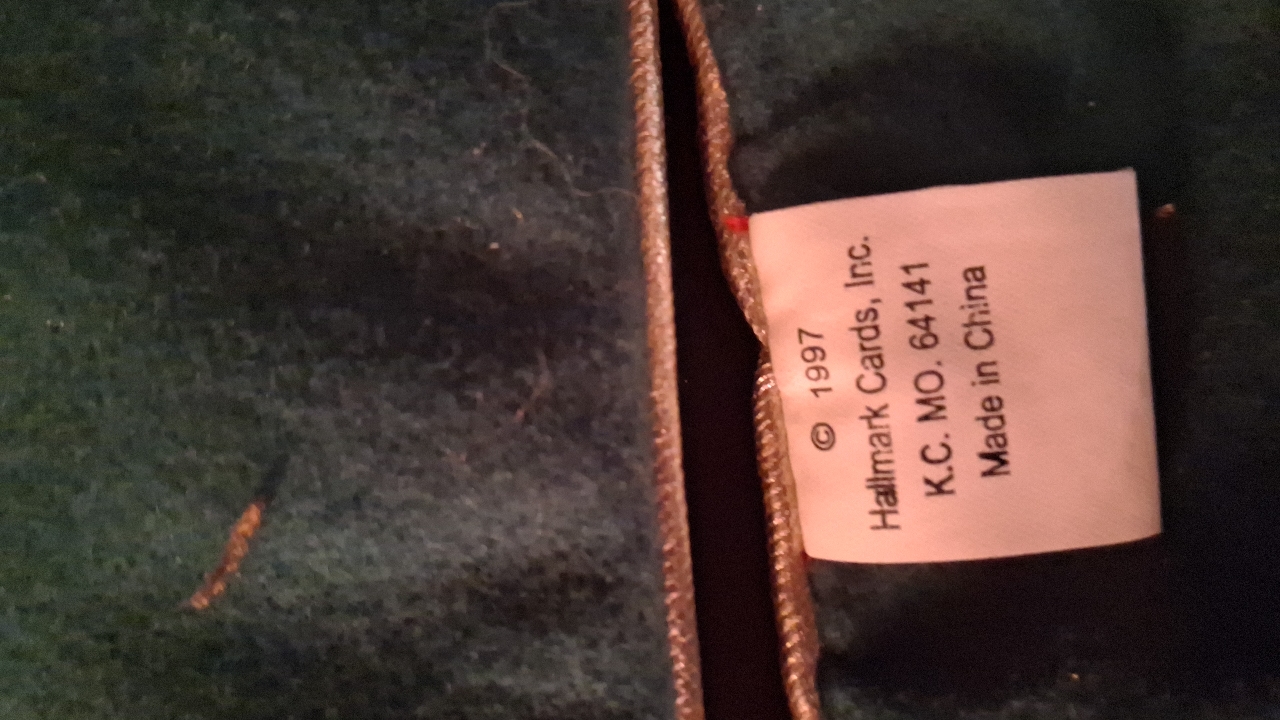 © 1997
Hallmark Cards, Inc.
K.C. MO. 64141
Made in China